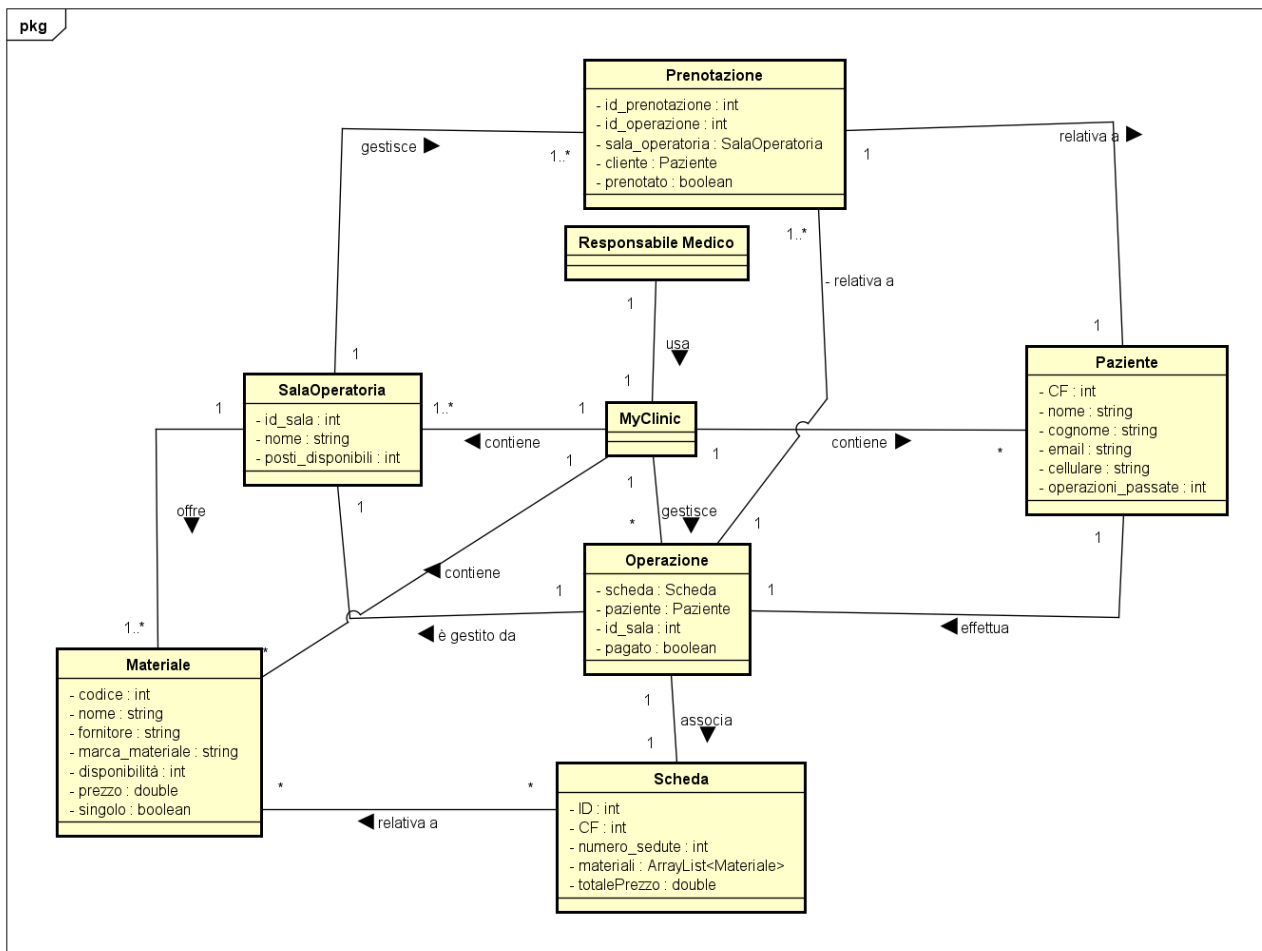 pkg
Prenotazione
- id_prenotazione : int
- id_operazione : int
- sala_operatoria : SalaOperatoria
- cliente : Paziente
- prenotato : boolean
gestisce
1..*
1
relativa a
1..*
Responsabile Medico
- relativa a
1
usa
1
1
1
Paziente
- CF : int
- nome : string
- cognome : string
- email : string
- cellulare : string
- operazioni_passate : int
SalaOperatoria
- id_sala : int
- nome : string
- posti_disponibili : int
1
1..*
1
MyClinic
contiene
contiene
1
*
1
1
1
offre
*
gestisce
1
1
contiene
Operazione
- scheda : Scheda
- paziente : Paziente
- id_sala : int
- pagato : boolean
1
1
1..*
è gestito da
effettua
*
Materiale
- codice : int
- nome : string
- fornitore : string
- marca_materiale : string
- disponibilità : int
- prezzo : double
- singolo : boolean
1
associa
1
*
*
relativa a
Scheda
- ID : int
- CF : int
- numero_sedute : int
- materiali : ArrayList<Materiale>
- totalePrezzo : double